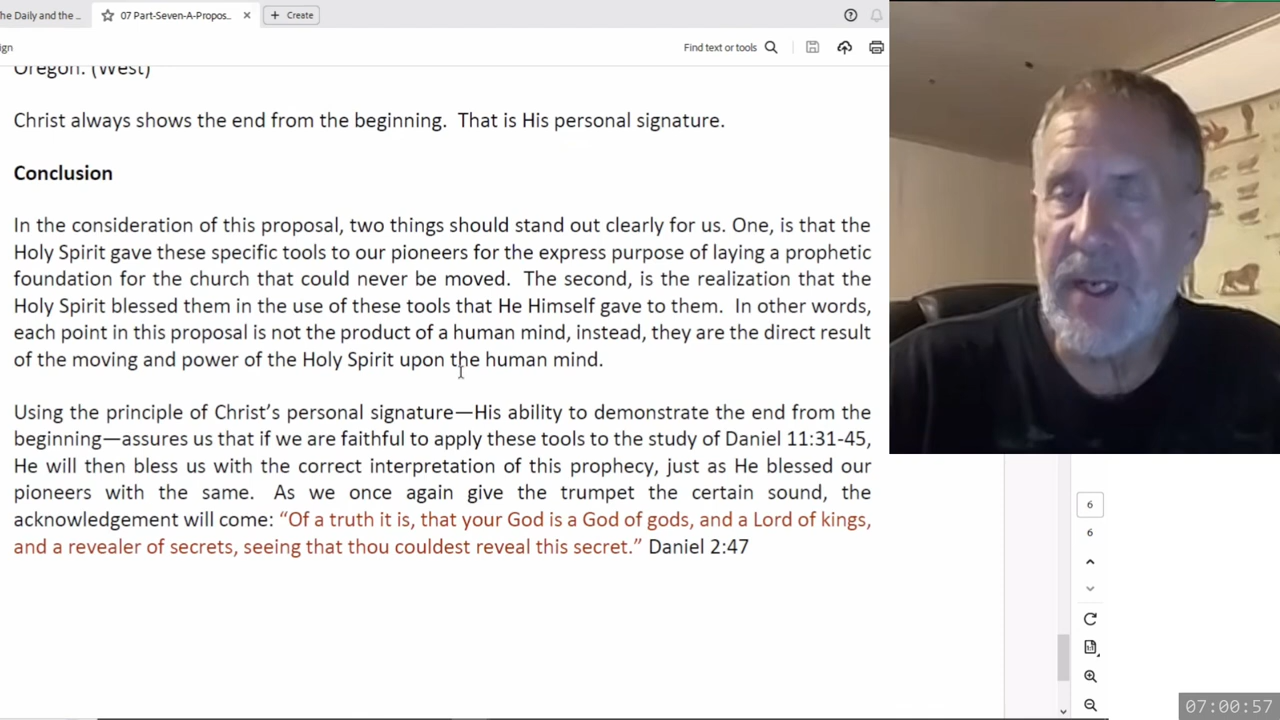 he Daily and the ...
07 Part-Seven-A-Propos...
Create
gn
Find text or tools
Oregon. (West)
Christ always shows the end from the beginning.  That is His personal signature.
Conclusion
In the consideration of this proposal, two things should stand out clearly for us. One, is that the
Holy Spirit gave these specific tools to our pioneers for the express purpose of laying a prophetic
foundation for the church that could never be moved.  The second, is the realization that the
Holy Spirit blessed them in the use of these tools that He Himself gave to them.  In other words,
each point in this proposal is not the product of a human mind, instead, they are the direct result
of the moving and power of the Holy Spirit upon the human mind.
Using the principle of Christ’s personal signature—His ability to demonstrate the end from the
beginning—assures us that if we are faithful to apply these tools to the study of Daniel 11:31-45,
He will then bless us with the correct interpretation of this prophecy, just as He blessed our
pioneers with the same.  As we once again give the trumpet the certain sound, the
acknowledgement will come: “Of a truth it is, that your God is a God of gods, and a Lord of kings,
and a revealer of secrets, seeing that thou couldest reveal this secret.” Daniel 2:47
6
6
07:00:57